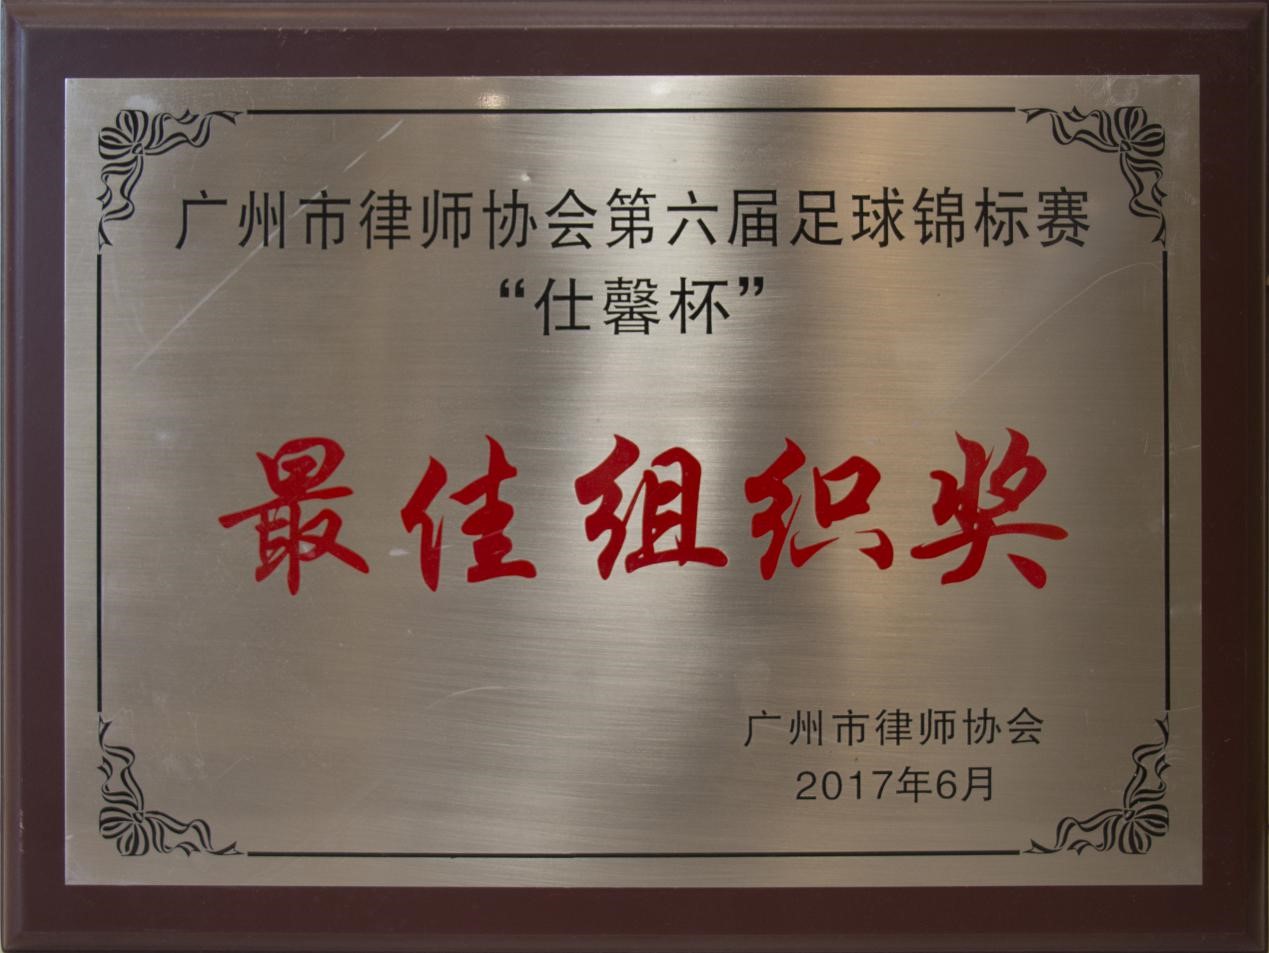 广州市律师协会第六届足球锦标赛
“仕馨杯”
最佳组织奖
广州市律师协会
2017年6月